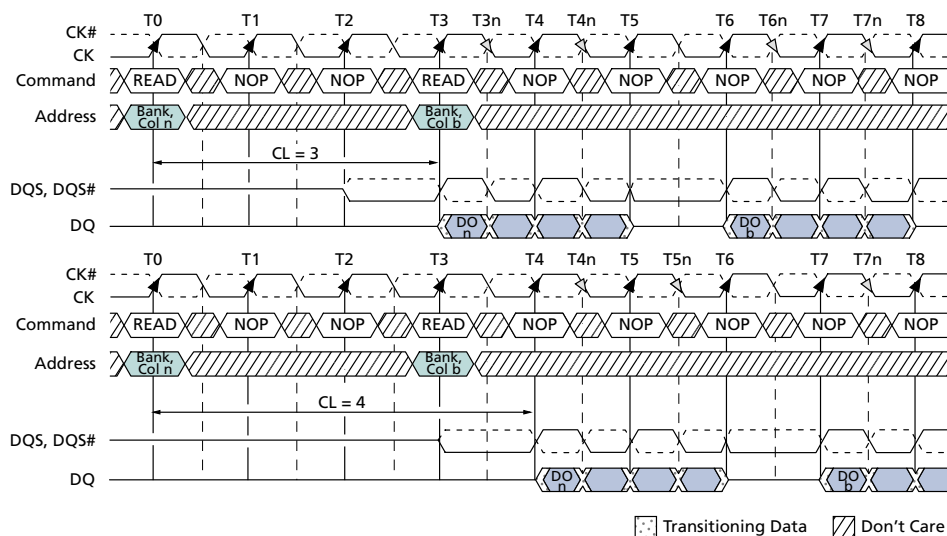 T0 T1 T2 T3 T3n T4 T4n T5 T6 T6n T7 T7n T8
CK#
CK
Command READ NOP NOP READ NOP NOP NOP NOP NOP
Address Bank, Col n Bank, Col b
CL = 3
DQS, DQS#
DQ DO n DO b
T0 T1 T2 T3 T4 T4n T5 T5n T6 T7 T7n T8
CK#
CK
Command READ NOP NOP READ NOP NOP NOP NOP NOP
Address Bank, Col n Bank, Col b
CL = 4
DQS, DQS#
DQ DO n DO b
Transitioning Data Don't Care